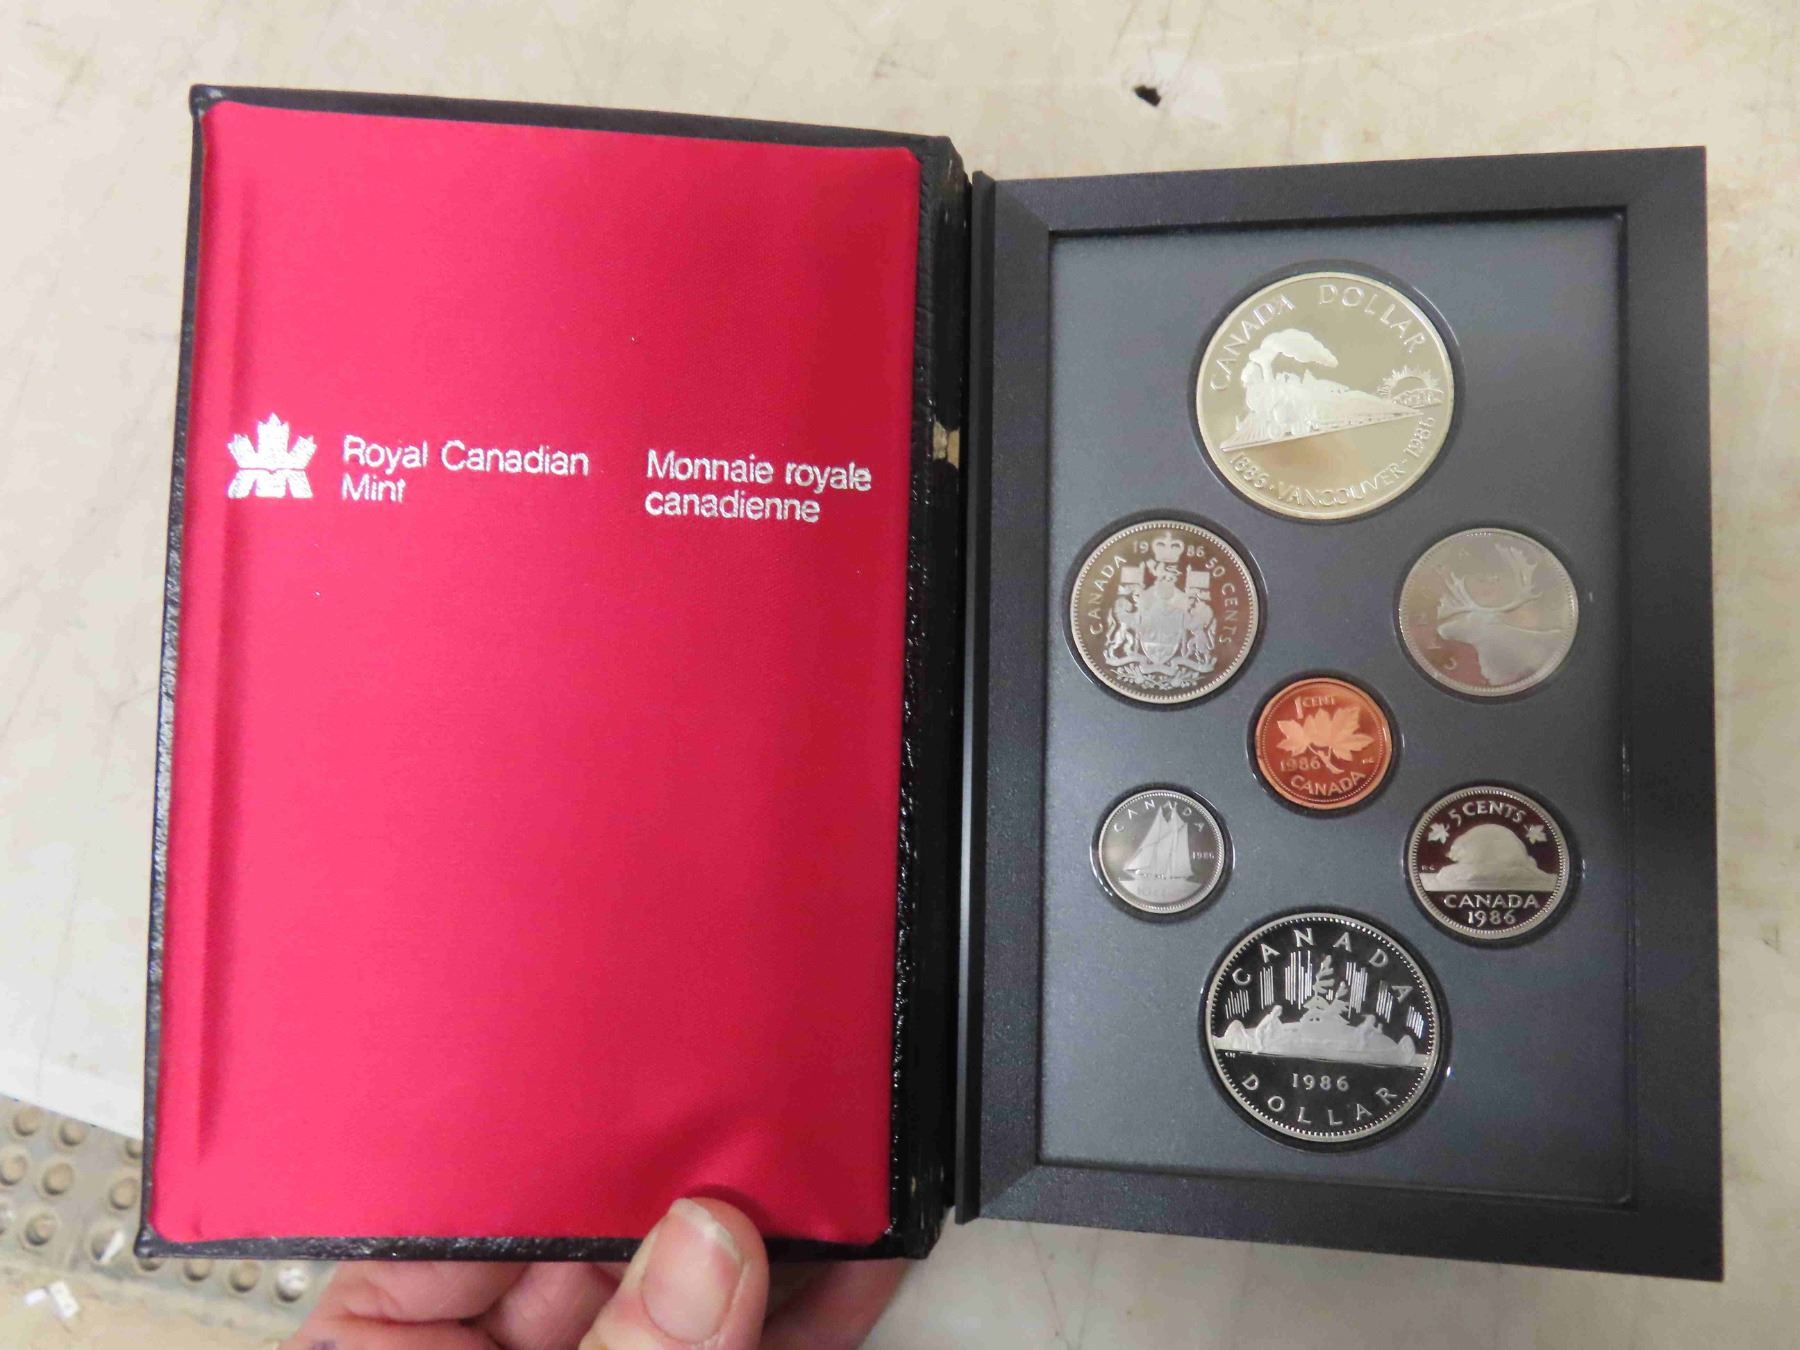 Royal Canadian
Mint
Monnaie royale
canadienne
CANADA DOLLAR
1886 · VANCOUVER - 1986
CANADA 1986 50 CENTS
1 CENT
1986
CANADA
CANADA
1986
5 CENTS
CANADA
1986
CANADA
1986
DOLLAR